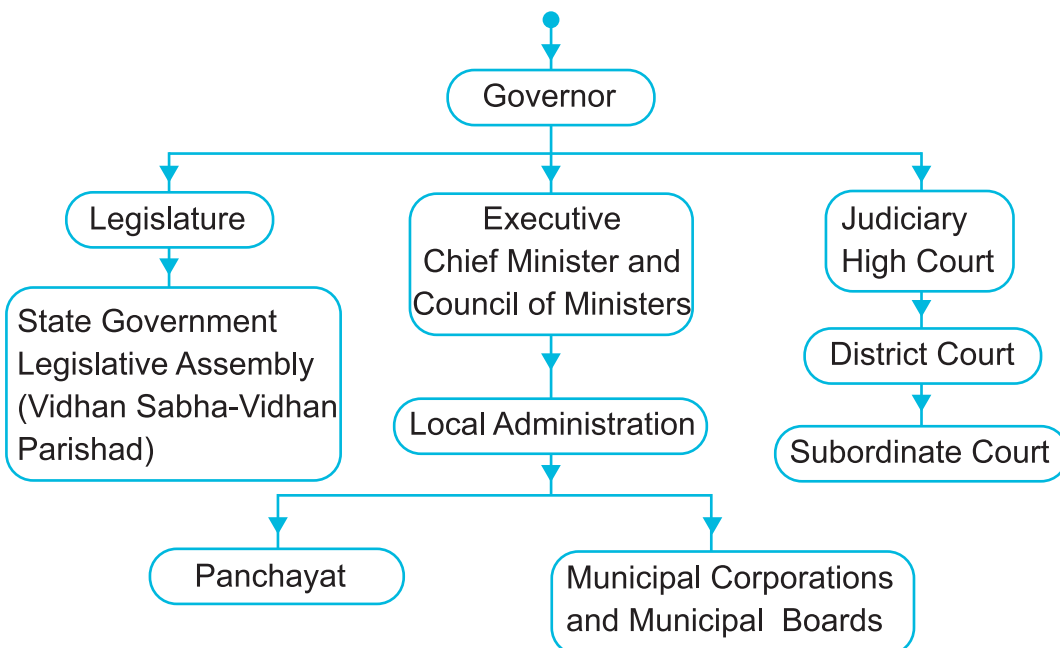 Governor
Legislature
State Government
Legislative Assembly
(Vidhan Sabha-Vidhan
Parishad)
Executive
Chief Minister and
Council of Ministers
Local Administration
Panchayat
Municipal Corporations
and Municipal Boards
Judiciary
High Court
District Court
Subordinate Court